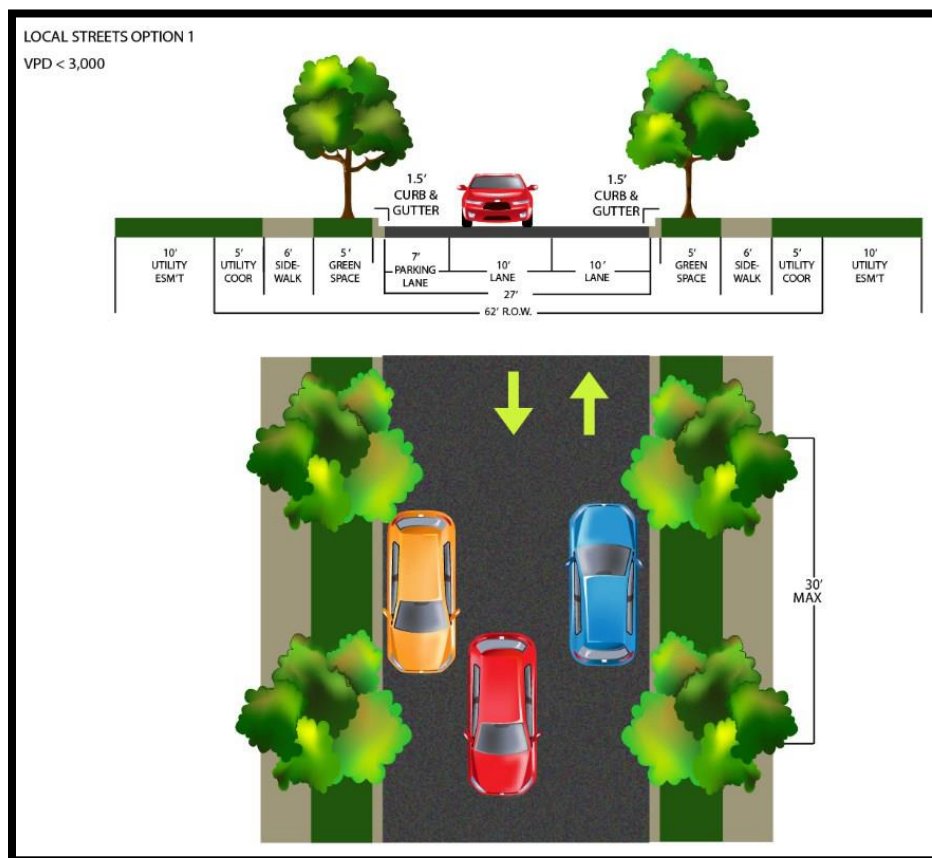 LOCAL STREETS OPTION 1
VPD < 3,000
1.5'
CURB &
GUTTER
1.5'
CURB &
GUTTER
10'
UTILITY
ESM'T
5'
UTILITY
COOR
6'
SIDE-
WALK
5'
GREEN
SPACE
7'
PARKING
LANE
10'
LANE
10'
LANE
5'
GREEN
SPACE
6'
SIDE-
WALK
5'
UTILITY
COOR
10'
UTILITY
ESM'T
27'
62' R.O.W.
30'
MAX